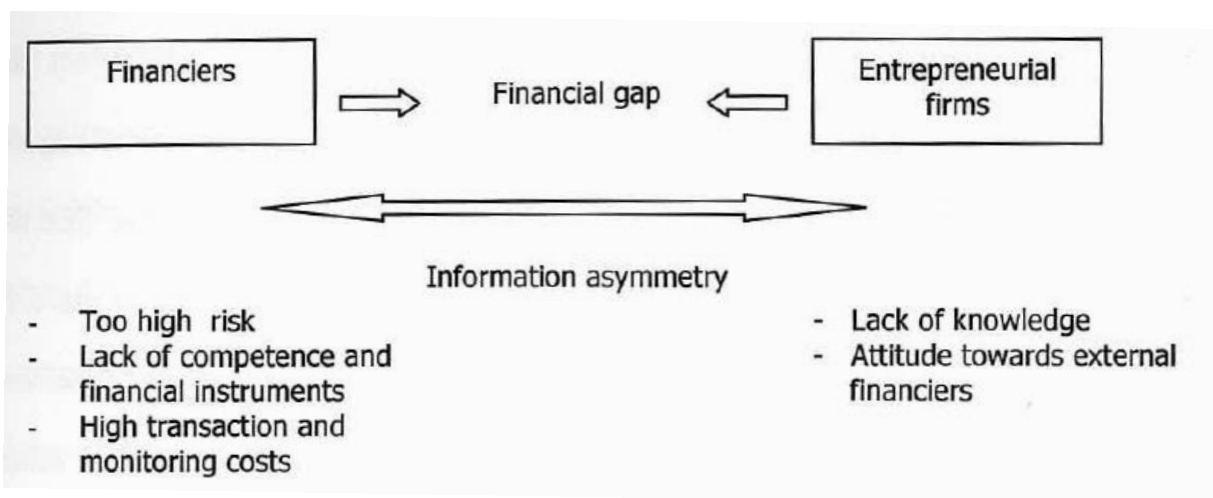 Financiers
Financial gap
Entrepreneurial
firms
Information asymmetry
- Too high risk
- Lack of competence and
financial instruments
- High transaction and
monitoring costs
- Lack of knowledge
- Attitude towards external
financiers